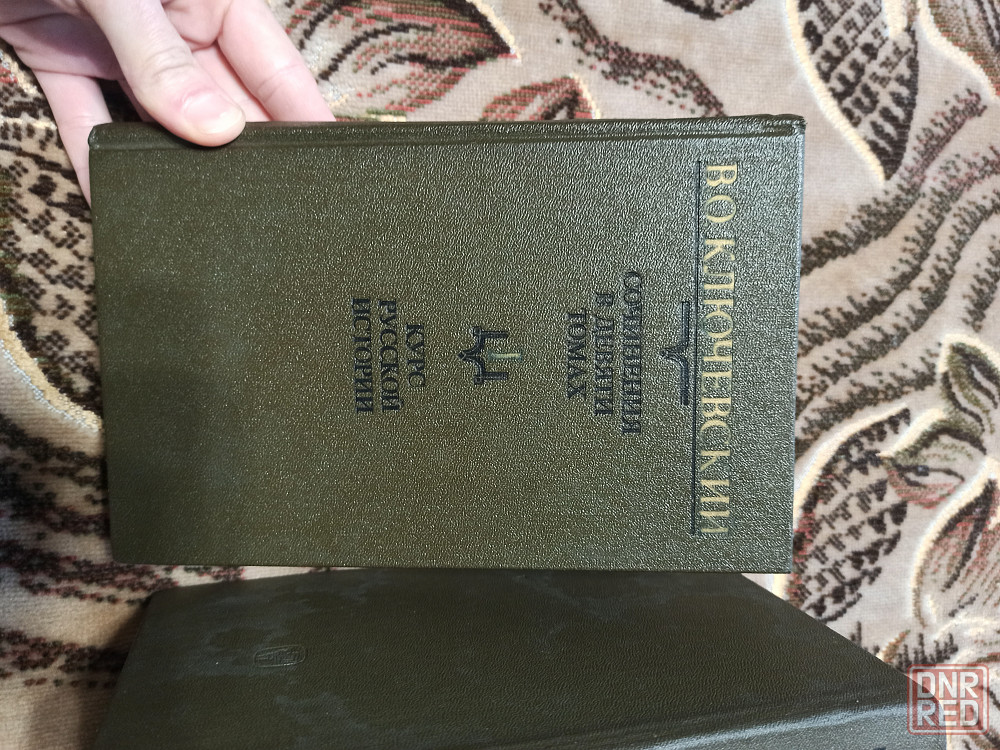 В О КЛЮЧЕВСКИЙ
СОЧИНЕНИЯ
В ДЕВЯТИ
ТОМАХ
КУРС
РУССКОЙ
ИСТОРИИ
DNR
RED